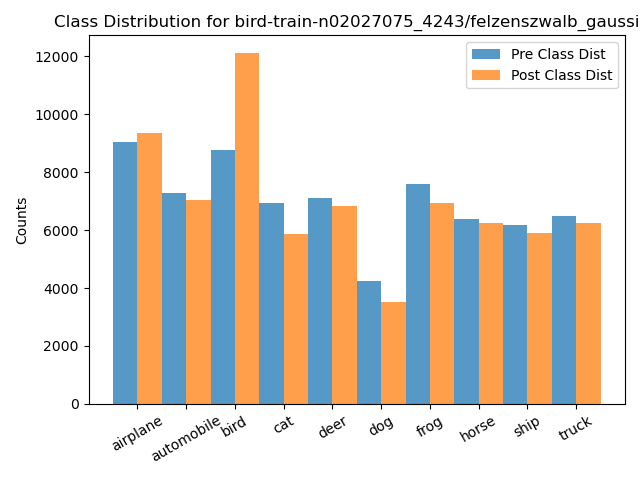 Class Distribution for bird-train-n02027075_4243/felzenszwalb_gaussi
Pre Class Dist
Post Class Dist
Counts
12000
10000
8000
6000
4000
2000
0
airplane
automobile
bird
cat
deer
dog
frog
horse
ship
truck